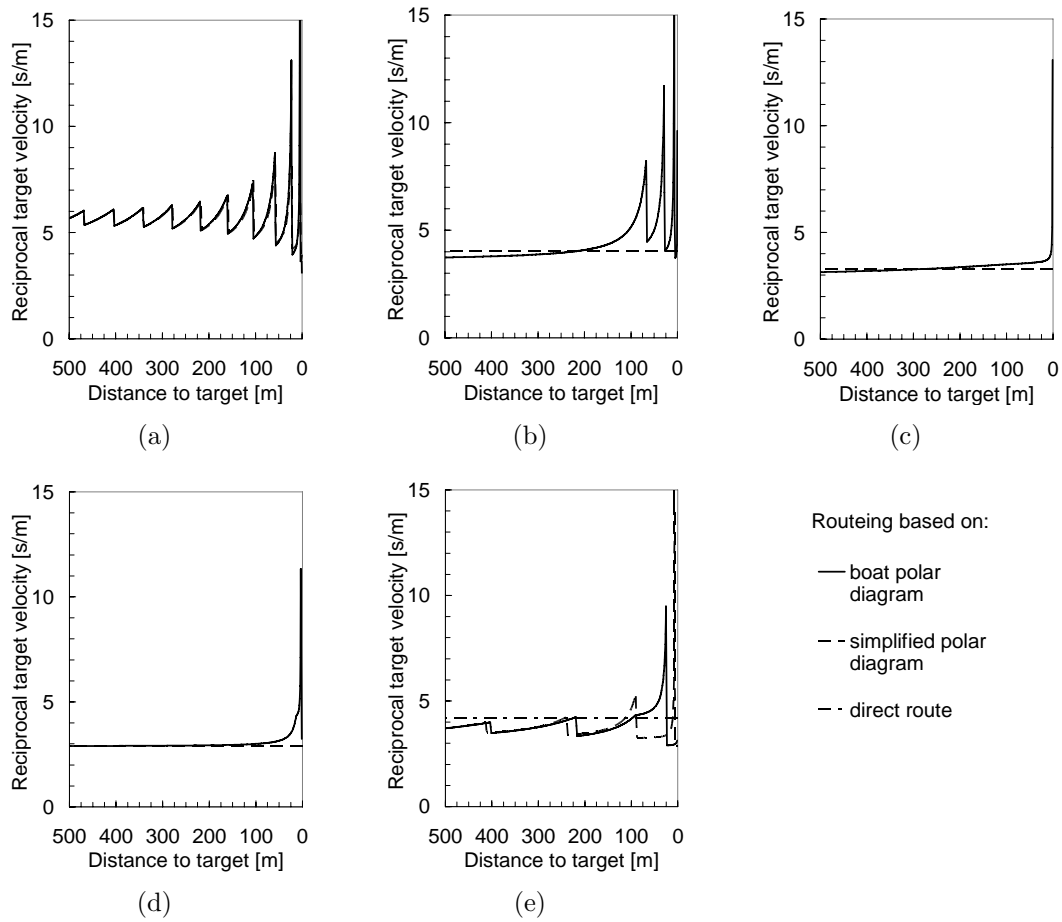 Reciprocal target velocity [s/m]
15
10
5
0
500 400 300 200 100 0
Distance to target [m]
(a)
Reciprocal target velocity [s/m]
15
10
5
0
500 400 300 200 100 0
Distance to target [m]
(b)
Reciprocal target velocity [s/m]
15
10
5
0
500 400 300 200 100 0
Distance to target [m]
(c)
Reciprocal target velocity [s/m]
15
10
5
0
500 400 300 200 100 0
Distance to target [m]
(d)
Reciprocal target velocity [s/m]
15
10
5
0
500 400 300 200 100 0
Distance to target [m]
(e)
Routeing based on:
boat polar
diagram
simplified polar
diagram
direct route